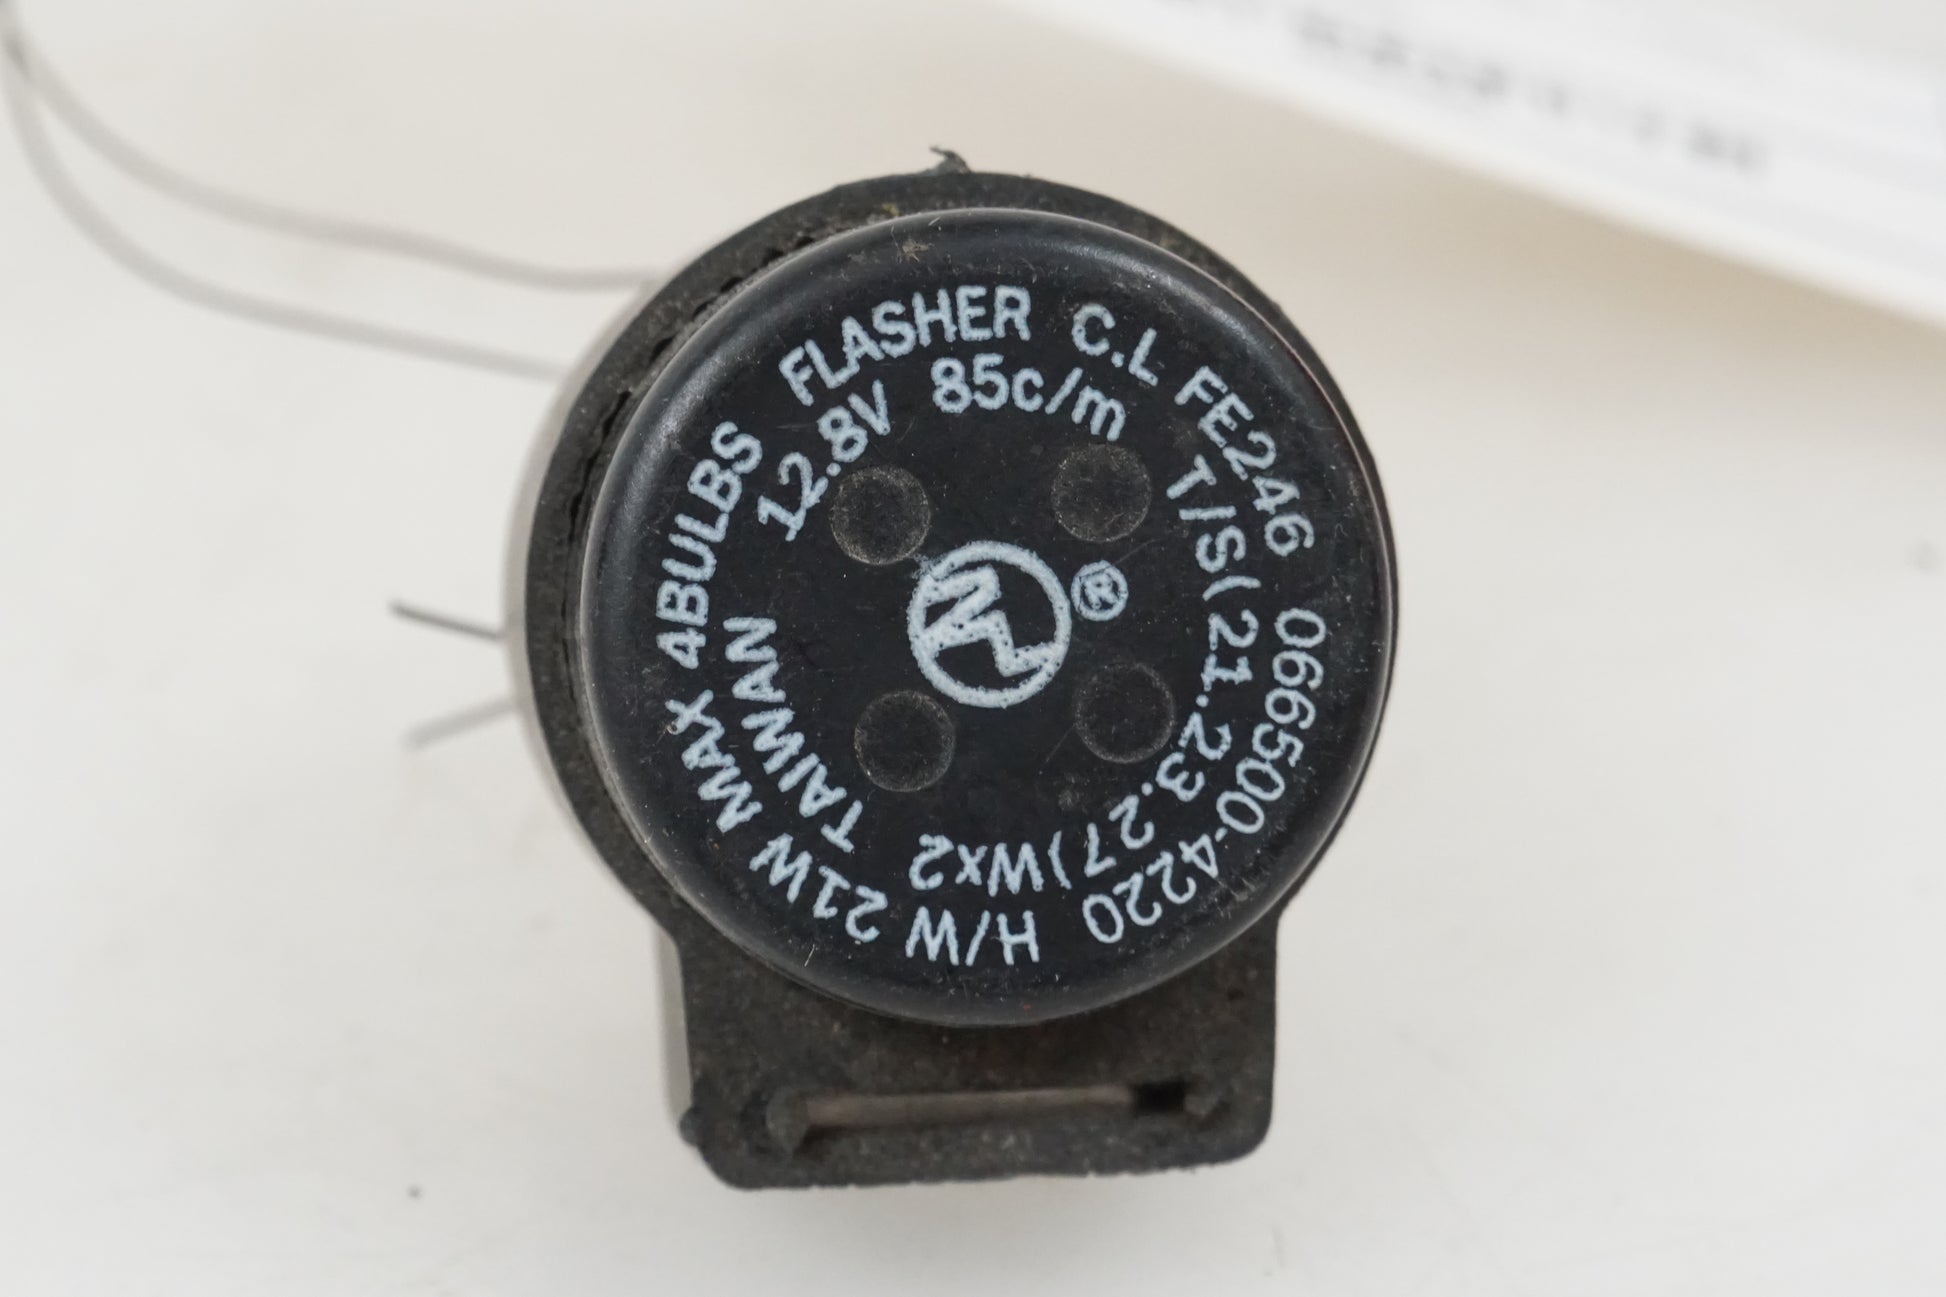 FLASHER C.L FE246 066500-4220 H/W 21W MAX 4BULBS
12.8V 85c/m T/S(21.23.27)Wx2 TAIWAN
®